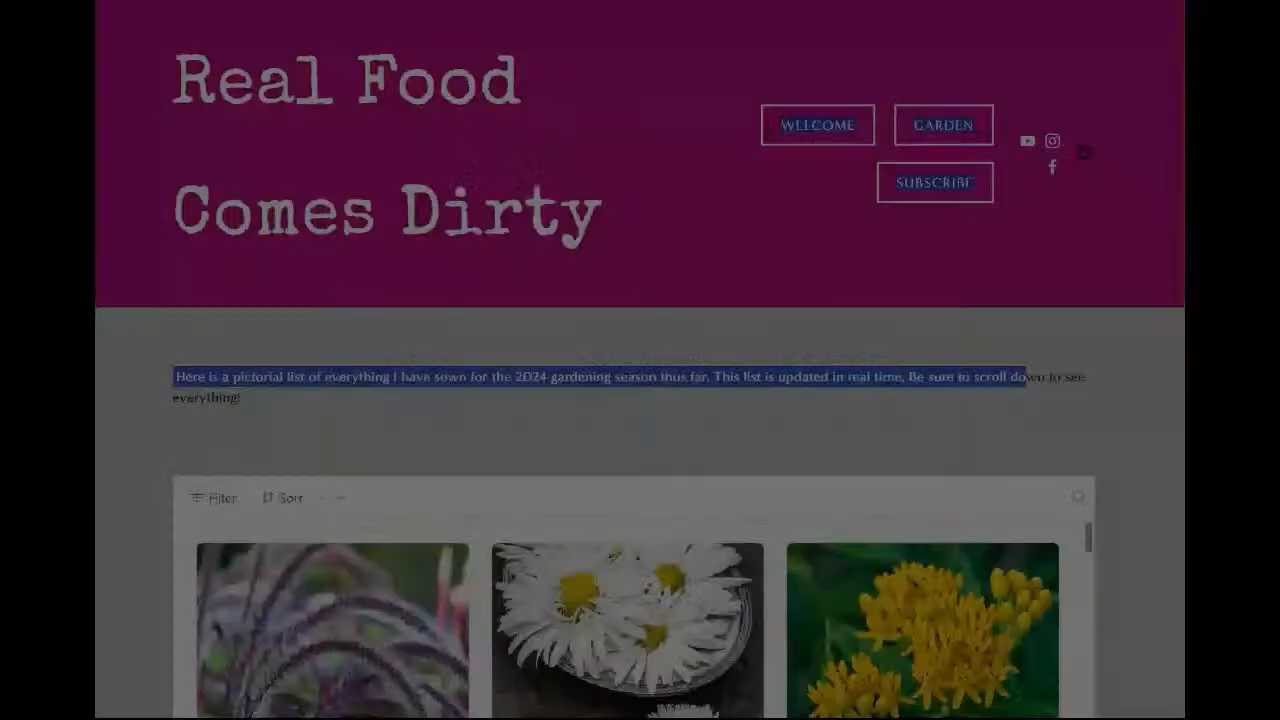 Real Food
Comes Dirty
WELCOME
GARDEN
SUBSCRIBE
Here is a pictorial list of everything I have sown for the 2024 gardening season thus far. This list is updated in real time. Be sure to scroll down to see
everything!
Filter
Sort